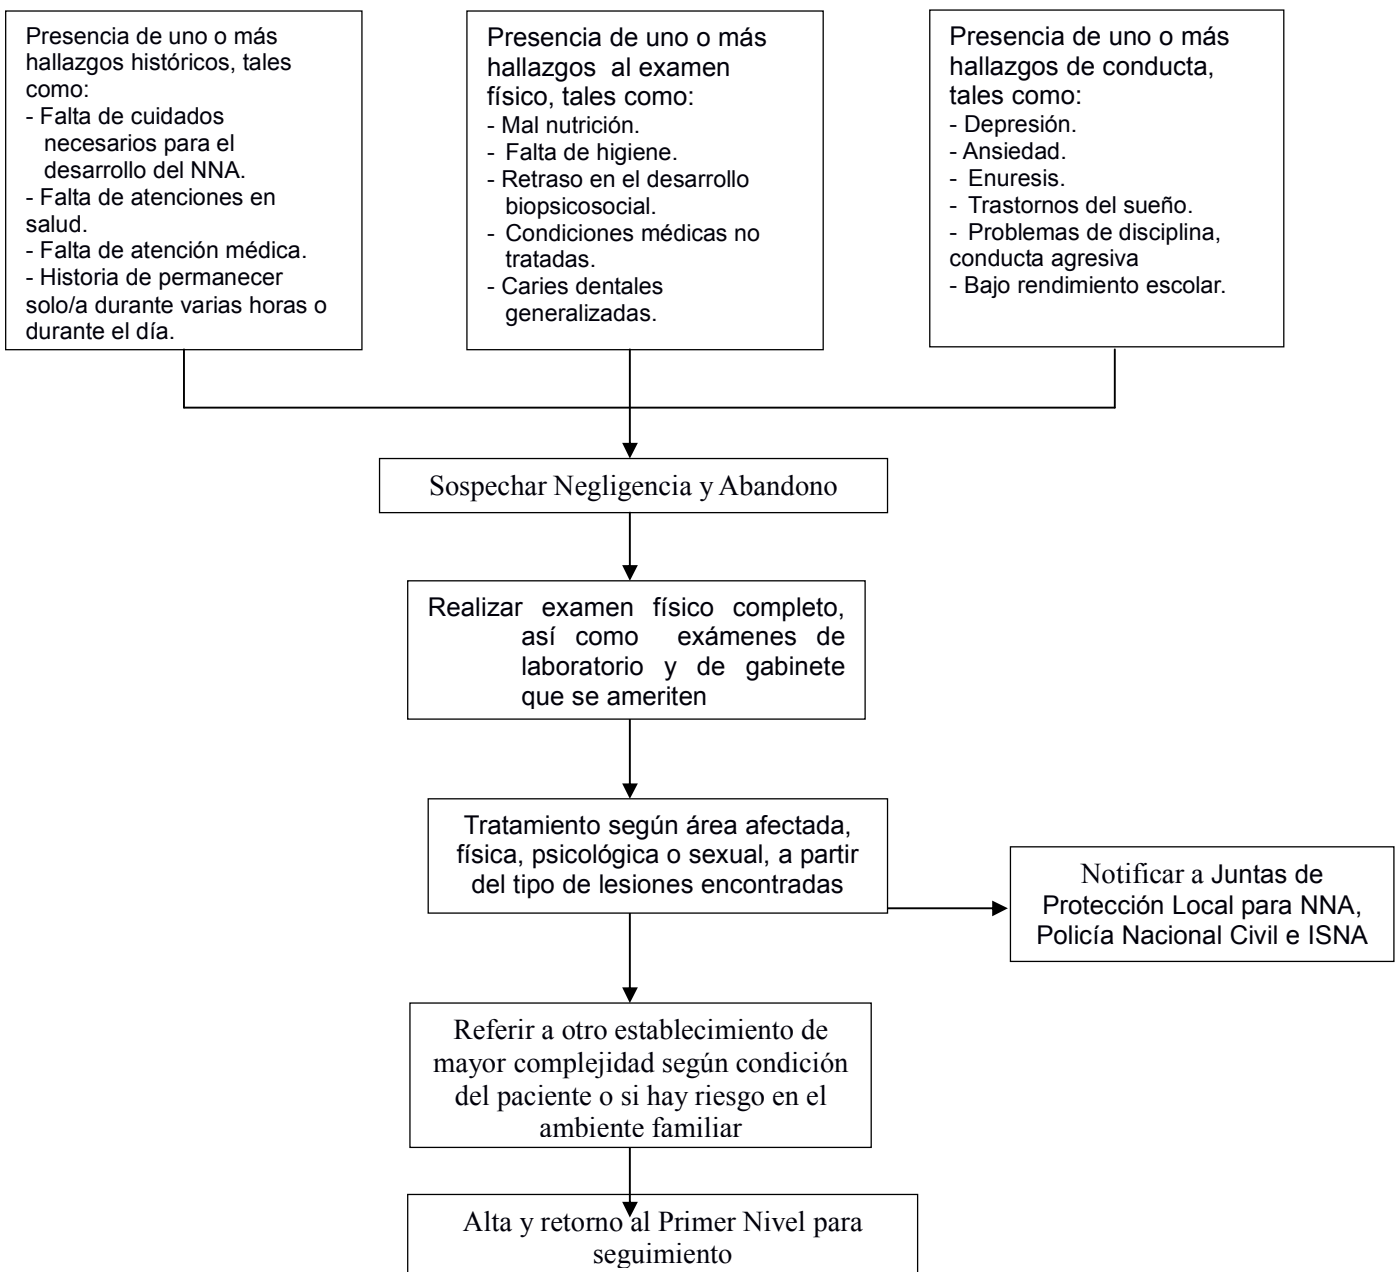 Presencia de uno o más
hallazgos históricos, tales
como:
- Falta de cuidados
necesarios para el
desarrollo del NNA.
- Falta de atenciones en
salud.
- Falta de atención médica.
- Historia de permanecer
solo/a durante varias horas o
durante el día.
Presencia de uno o más
hallazgos al examen
físico, tales como:
- Mal nutrición.
- Falta de higiene.
- Retraso en el desarrollo
biopsicosocial.
- Condiciones médicas no
tratadas.
- Caries dentales
generalizadas.
Presencia de uno o más
hallazgos de conducta,
tales como:
- Depresión.
- Ansiedad.
- Enuresis.
- Trastornos del sueño.
- Problemas de disciplina,
conducta agresiva
- Bajo rendimiento escolar.
Sospechar Negligencia y Abandono
Realizar examen físico completo,
así como exámenes de
laboratorio y de gabinete
que se ameriten
Tratamiento según área afectada,
física, psicológica o sexual, a partir
del tipo de lesiones encontradas
Notificar a Juntas de
Protección Local para NNA,
Policía Nacional Civil e ISNA
Referir a otro establecimiento de
mayor complejidad según condición
del paciente o si hay riesgo en el
ambiente familiar
Alta y retorno al Primer Nivel para
seguimiento